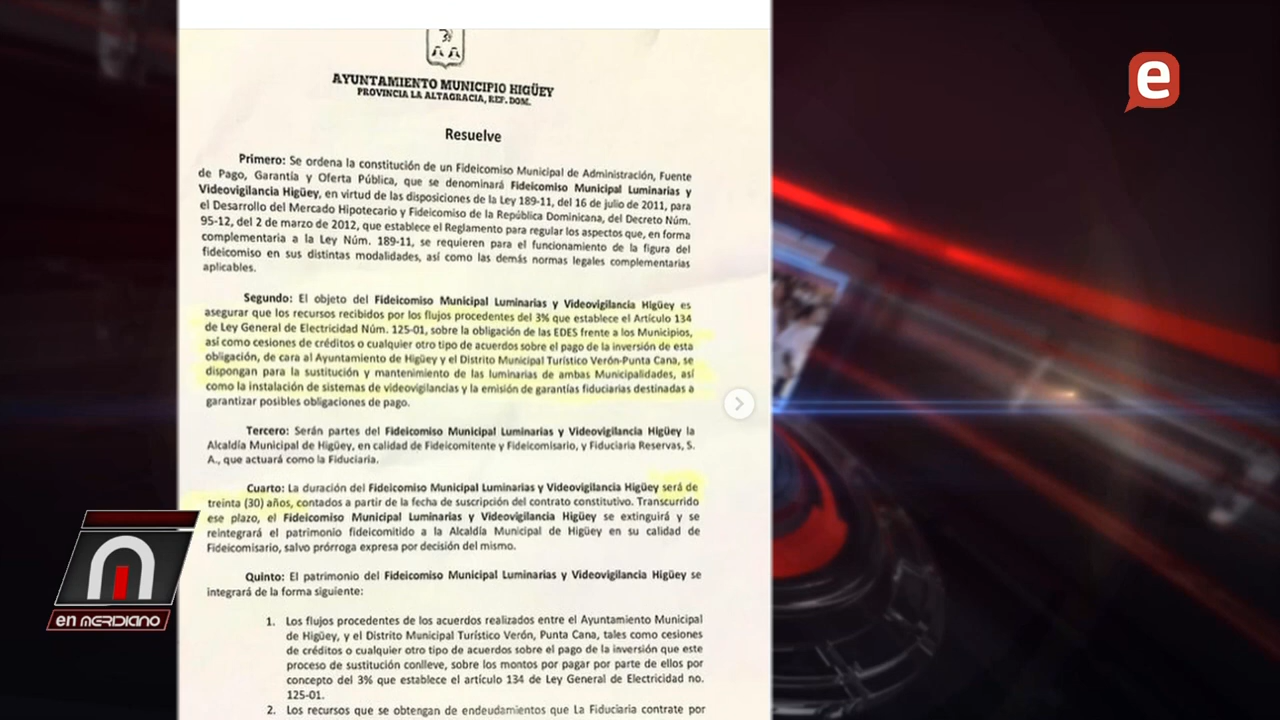 AYUNTAMIENTO MUNICIPIO HIGÜEY
PROVINCIA LA ALTAGRACIA, REP. DOM.
Resuelve
Primero: Se ordena la constitución de un Fideicomiso Municipal de Administración, Fuente
de Pago, Garantía y Oferta Pública, que se denominará Fideicomiso Municipal Luminarias y
Videovigilancia Higüey, en virtud de las disposiciones de la Ley 189-11, del 16 de julio de 2011, para
el Desarrollo del Mercado Hipotecario y Fideicomiso de la República Dominicana, del Decreto Núm.
95-12, del 2 de marzo de 2012, que establece el Reglamento para regular los aspectos que, en forma
complementaria a la Ley Núm. 189-11, se requieren para el funcionamiento de la figura del
fideicomiso en sus distintas modalidades, así como las demás normas legales complementarias
aplicables.
Segundo: El objeto del Fideicomiso Municipal Luminarias y Videovigilancia Higüey es
asegurar que los recursos recibidos por los flujos procedentes del 3% que establece el Artículo 134
de Ley General de Electricidad Núm. 125-01, sobre la obligación de las EDES frente a los Municipios,
así como cesiones de créditos o cualquier otro tipo de acuerdos sobre el pago de la inversión de esta
obligación, de cara al Ayuntamiento de Higüey y el Distrito Municipal Turístico Verón-Punta Cana, se
dispongan para la sustitución y mantenimiento de las luminarias de ambas Municipalidades, así
como la instalación de sistemas de videovigilancias y la emisión de garantías fiduciarias destinadas a
garantizar posibles obligaciones de pago.
Tercero: Serán partes del Fideicomiso Municipal Luminarias y Videovigilancia Higüey la
Alcaldía Municipal de Higüey, en calidad de Fideicomitente y Fideicomisario, y Fiduciaria Reservas, S.
A., que actuará como la Fiduciaria.
Cuarto: La duración del Fideicomiso Municipal Luminarias y Videovigilancia Higüey será de
treinta (30) años, contados a partir de la fecha de suscripción del contrato constitutivo. Transcurrido
ese plazo, el Fideicomiso Municipal Luminarias y Videovigilancia Higüey se extinguirá y se
reintegrará el patrimonio fideicomitido a la Alcaldía Municipal de Higüey en su calidad de
Fideicomisario, salvo prórroga expresa por decisión del mismo.
Quinto: El patrimonio del Fideicomiso Municipal Luminarias y Videovigilancia Higüey se
integrará de la forma siguiente:
1. Los flujos procedentes de los acuerdos realizados entre el Ayuntamiento Municipal
de Higüey, y el Distrito Municipal Turístico Verón, Punta Cana, tales como cesiones
de créditos o cualquier otro tipo de acuerdos sobre el pago de la inversión que este
proceso de sustitución conlleve, sobre los montos por pagar por parte de ellos por
concepto del 3% que establece el artículo 134 de Ley General de Electricidad no.
125-01.
2. Los recursos que se obtengan de endeudamientos que La Fiduciaria contrate por
e
en MERIDIANO